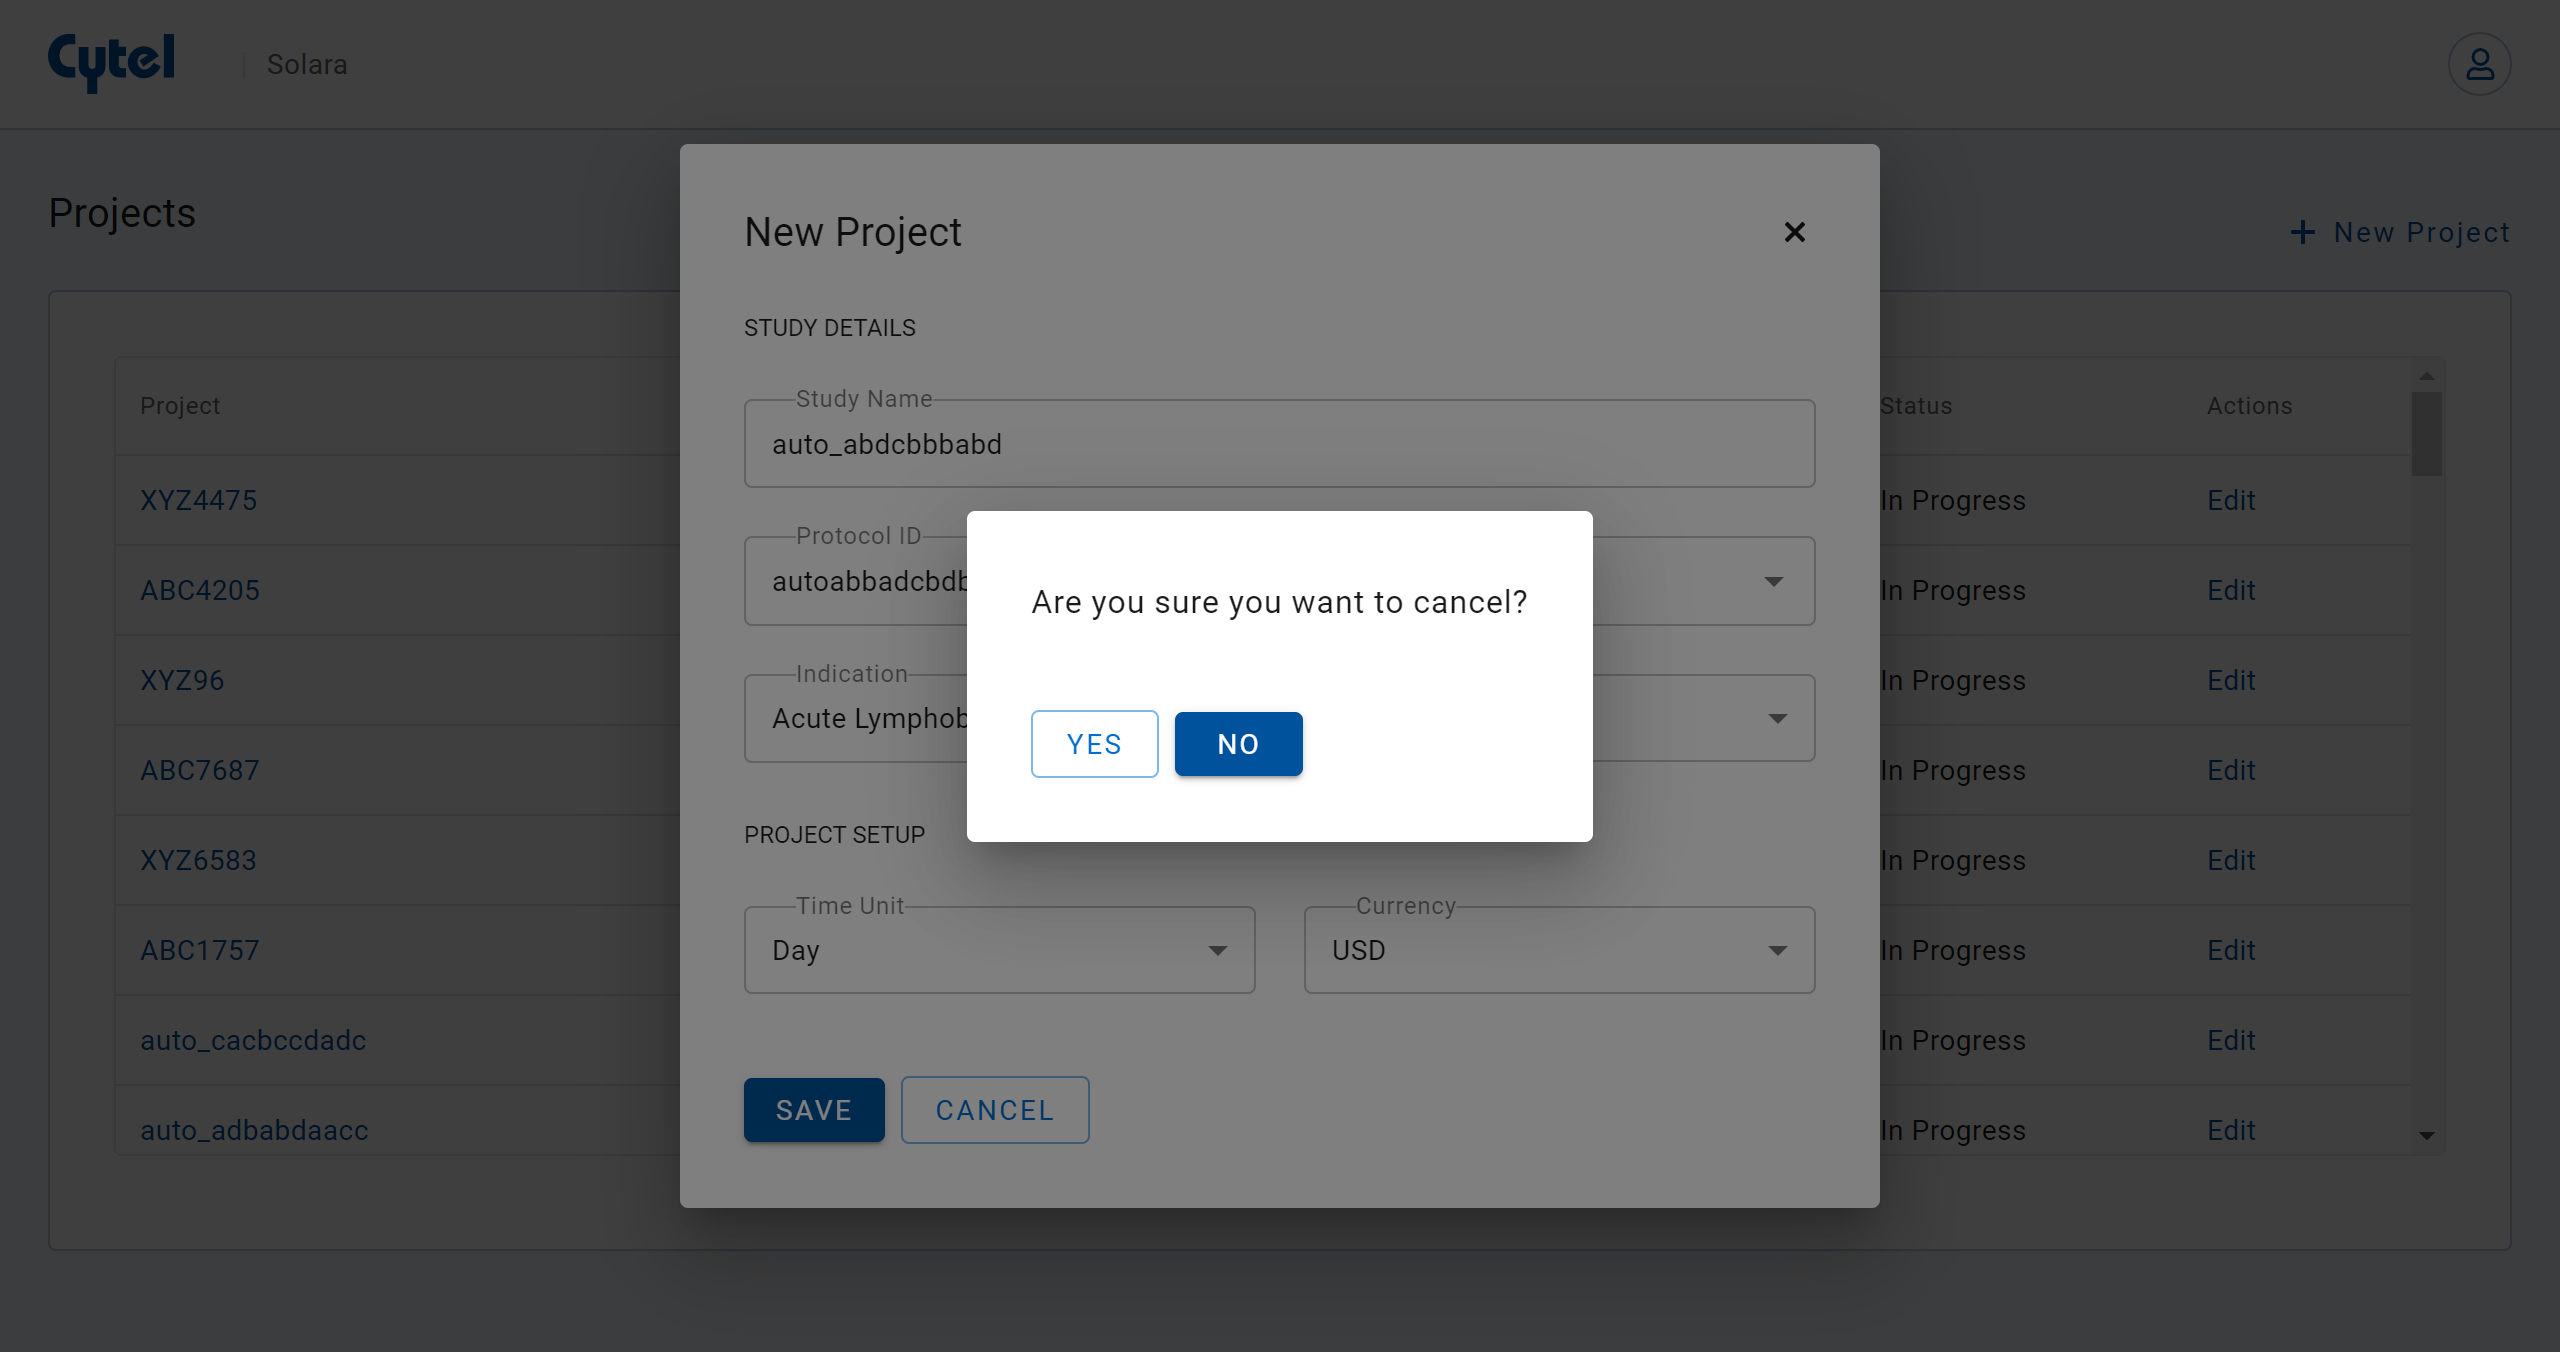 Cytel
Solara
Projects
New Project
Project
Status
Actions
XYZ4475
In Progress
Edit
ABC4205
In Progress
Edit
XYZ96
In Progress
Edit
ABC7687
In Progress
Edit
XYZ6583
In Progress
Edit
ABC1757
In Progress
Edit
auto_cacbccdadc
In Progress
Edit
auto_adbabdaacc
In Progress
Edit
New Project
STUDY DETAILS
Study Name
auto_abdcbbbabd
Protocol ID
autoabbadcbdb
Indication
Acute Lymphob
PROJECT SETUP
Time Unit
Day
Currency
USD
SAVE
CANCEL
Are you sure you want to cancel?
YES
NO